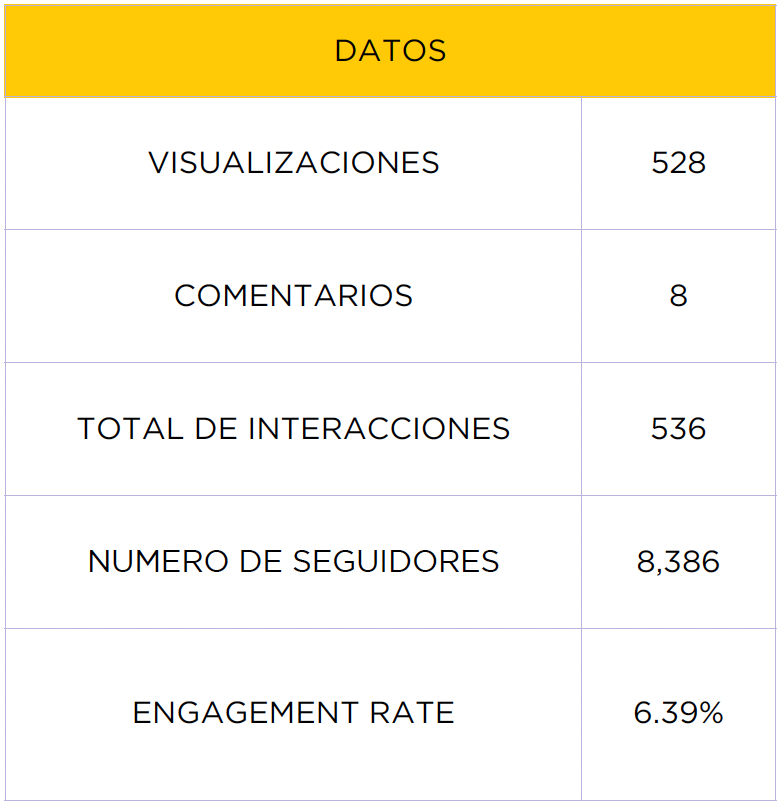 DATOS
VISUALIZACIONES 528
COMENTARIOS 8
TOTAL DE INTERACCIONES 536
NUMERO DE SEGUIDORES 8,386
ENGAGEMENT RATE 6.39%